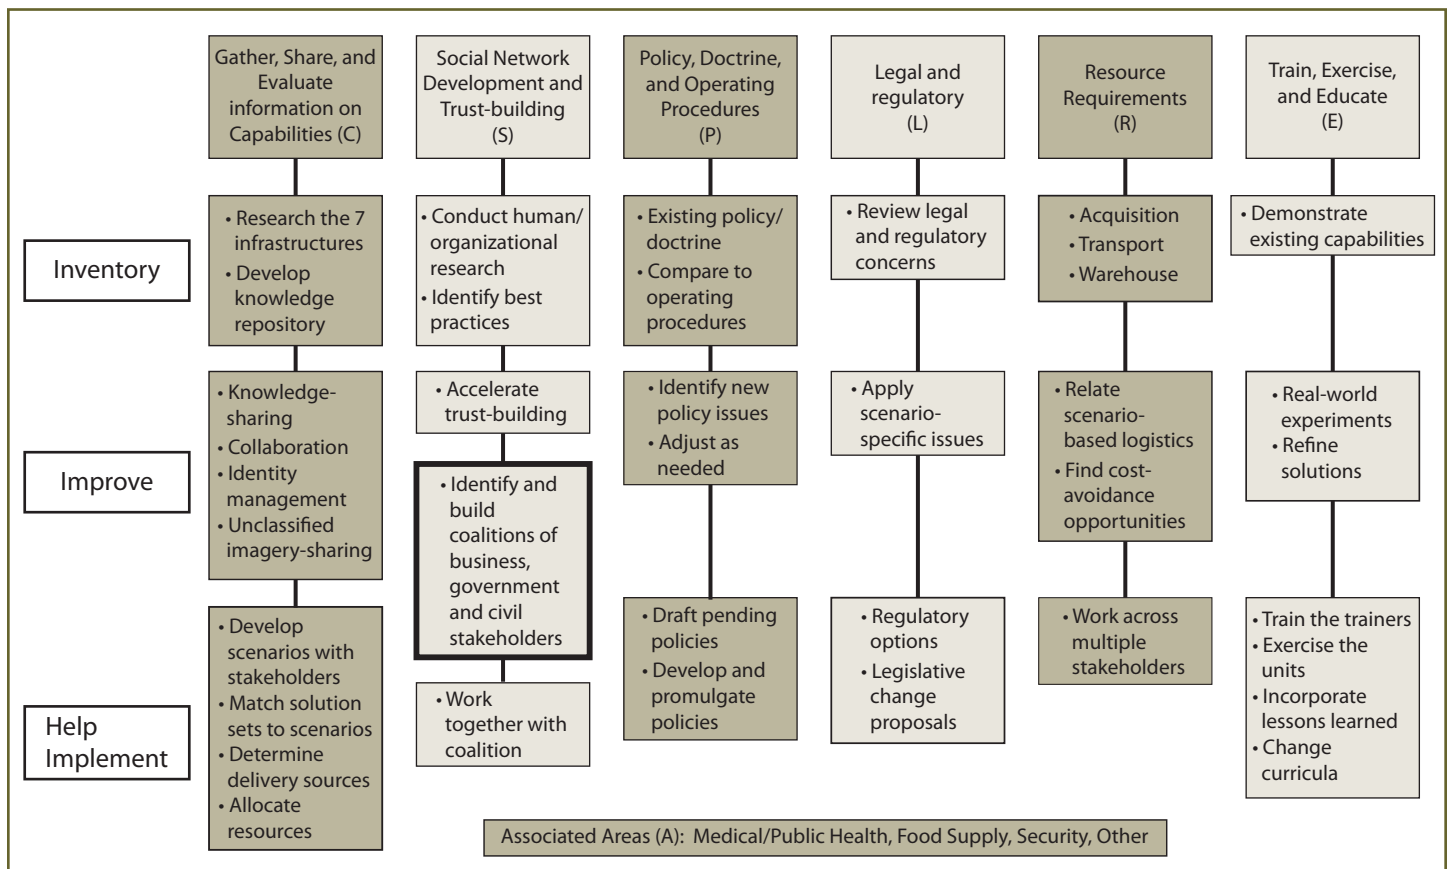 Gather, Share, and
Evaluate
information on
Capabilities (C)
Social Network
Development and
Trust-building
(S)
Policy, Doctrine,
and Operating
Procedures
(P)
Legal and
regulatory
(L)
Resource
Requirements
(R)
Train, Exercise,
and Educate
(E)
Inventory
• Research the 7
infrastructures
• Develop
knowledge
repository
• Conduct human/
organizational
research
• Identify best
practices
• Existing policy/
doctrine
• Compare to
operating
procedures
• Review legal
and regulatory
concerns
• Acquisition
• Transport
• Warehouse
• Demonstrate
existing capabilities
Improve
• Knowledge-
sharing
• Collaboration
• Identity
management
• Unclassified
imagery-sharing
• Accelerate
trust-building
• Identify and
build
coalitions of
business,
government
and civil
stakeholders
• Identify new
policy issues
• Adjust as
needed
• Apply
scenario-
specific issues
• Relate
scenario-
based logistics
• Find cost-
avoidance
opportunities
• Real-world
experiments
• Refine
solutions
Help
Implement
• Develop
scenarios with
stakeholders
• Match solution
sets to scenarios
• Determine
delivery sources
• Allocate
resources
• Work
together with
coalition
• Draft pending
policies
• Develop and
promulgate
policies
• Regulatory
options
• Legislative
change
proposals
• Work across
multiple
stakeholders
• Train the trainers
• Exercise the
units
• Incorporate
lessons learned
• Change
curricula
Associated Areas (A): Medical/Public Health, Food Supply, Security, Other